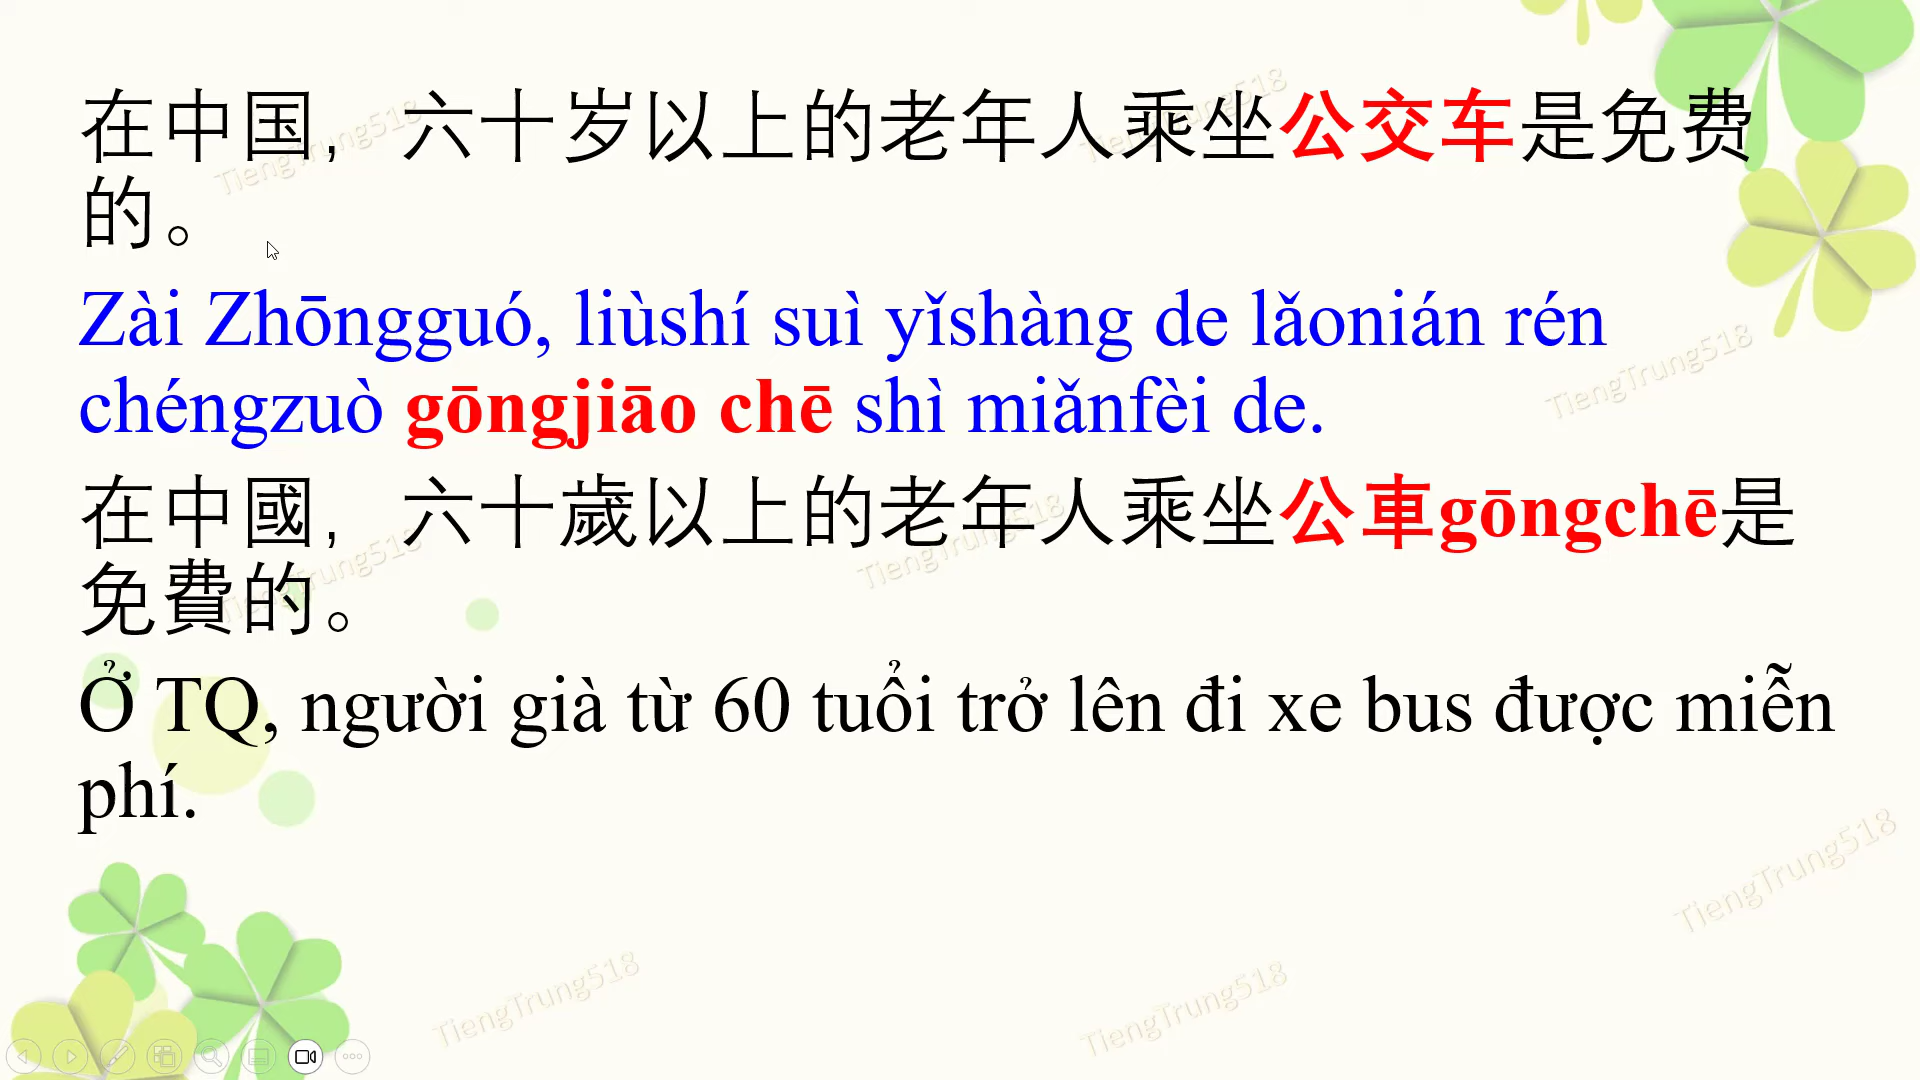 在中国，六十岁以上的老年人乘坐公交车是免费
的。
Zài Zhōngguó, liùshí suì yǐshàng de lǎonián rén
chéngzuò gōngjiāo chē shì miǎnfèi de.
在中國，六十歲以上的老年人乘坐公車gōngchē是
免費的。
Ở TQ, người già từ 60 tuổi trở lên đi xe bus được miễn
phí.
TiengTrung518
TiengTrung518
TiengTrung518
TiengTrung518
TiengTrung518
TiengTrung518
TiengTrung518
TiengTrung518